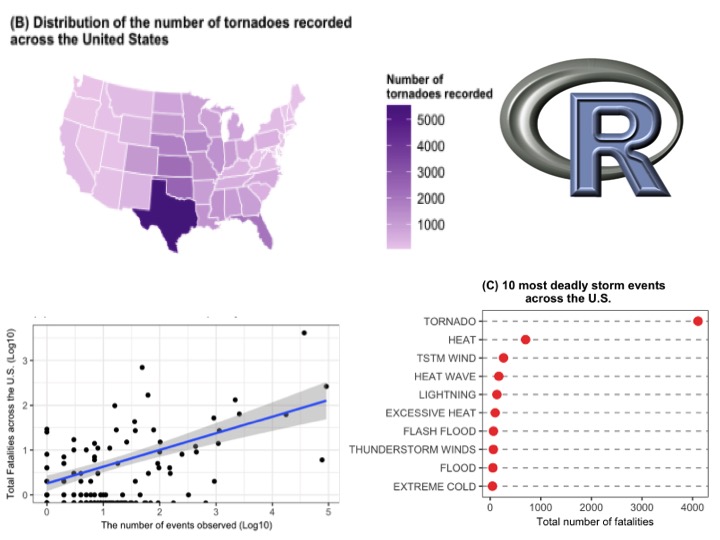 (B) Distribution of the number of tornadoes recorded
across the United States
Number of
tornadoes recorded
5000
4000
3000
2000
1000
R
(C) 10 most deadly storm events
across the U.S.
TORNADO
HEAT
TSTM WIND
HEAT WAVE
LIGHTNING
EXCESSIVE HEAT
FLASH FLOOD
THUNDERSTORM WINDS
FLOOD
EXTREME COLD
0 1000 2000 3000 4000
Total number of fatalities
Total Fatalities across the U.S. (Log10)
3
2
1
0
0 1 2 3 4 5
The number of events observed (Log10)